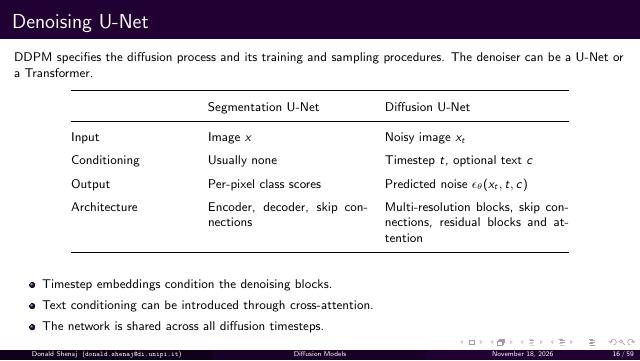 Denoising U-Net
DDPM specifies the diffusion process and its training and sampling procedures. The denoiser can be a U-Net or
a Transformer.
Segmentation U-Net Diffusion U-Net
Input Image x Noisy image xₜ
Conditioning Usually none Timestep t, optional text c
Output Per-pixel class scores Predicted noise ϵ_θ(xₜ, t, c)
Architecture Encoder, decoder, skip con- Multi-resolution blocks, skip con-
nections nections, residual blocks and at-
tention
Timestep embeddings condition the denoising blocks.
Text conditioning can be introduced through cross-attention.
The network is shared across all diffusion timesteps.
Donald Shenaj (donald.shenaj@di.unipi.it) Diffusion Models November 18, 2026 16 / 59